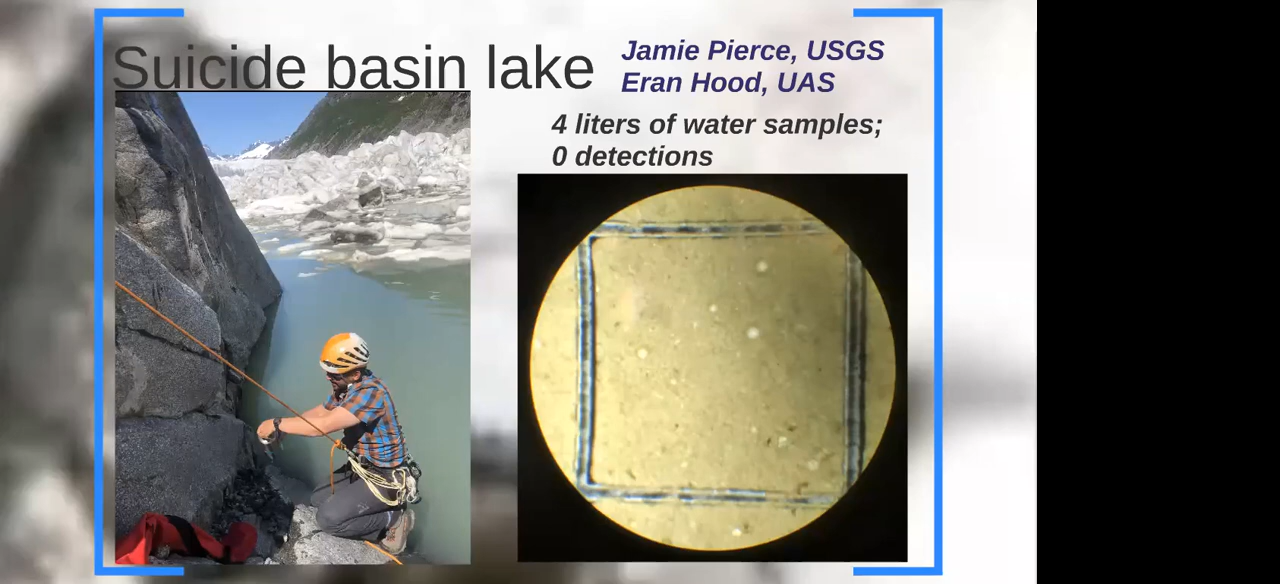 Suicide basin lake
Jamie Pierce, USGS
Eran Hood, UAS
4 liters of water samples;
0 detections